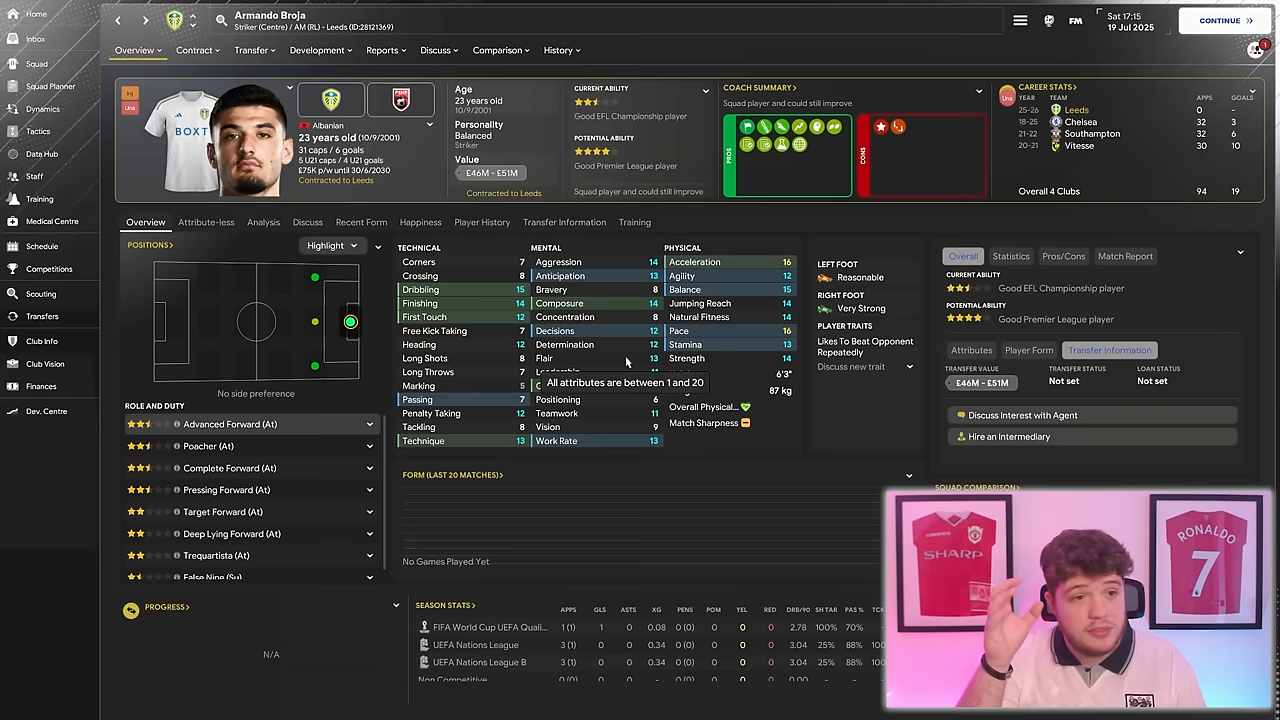 Home
Inbox
Squad
Squad Planner
Dynamics
Tactics
Data Hub
Staff
Training
Medical Centre
Schedule
Competitions
Scouting
Transfers
Club Info
Club Vision
Finances
Dev. Centre
Armando Broja
Striker (Centre) / AM (RL) - Leeds (ID:28121369)
FM
Sat 17:15
19 Jul 2025
CONTINUE
Overview
Contract
Transfer
Development
Reports
Discuss
Comparison
History
1
Inj
Una
BOXT
Albanian
23 years old (10/9/2001)
31 caps / 6 goals
5 U21 caps / 4 U21 goals
£75K p/w until 30/6/2030
Contracted to Leeds
Age
23 years old
10/9/2001
Personality
Balanced
Striker
Value
£46M - £51M
Contracted to Leeds
CURRENT ABILITY
Good EFL Championship player
POTENTIAL ABILITY
Good Premier League player
Squad player and could still improve
COACH SUMMARY>
Squad player and could still improve
PROS
CONS
Una
CAREER STATS>
YEAR TEAM APPS GOALS
25-26 Leeds 0 -
18-25 Chelsea 32 3
21-22 Southampton 32 6
20-21 Vitesse 30 10
Overall 4 Clubs 94 19
Overview
Attribute-less
Analysis
Discuss
Recent Form
Happiness
Player History
Transfer Information
Training
POSITIONS>
Highlight
No side preference
ROLE AND DUTY
Advanced Forward (At)
Poacher (At)
Complete Forward (At)
Pressing Forward (At)
Target Forward (At)
Deep Lying Forward (At)
Trequartista (At)
False Nine (Su)
TECHNICAL
Corners 7
Crossing 8
Dribbling 15
Finishing 14
First Touch 12
Free Kick Taking 7
Heading 12
Long Shots 8
Long Throws 7
Marking 5
Passing 7
Penalty Taking 12
Tackling 8
Technique 13
MENTAL
Aggression 14
Anticipation 13
Bravery 8
Composure 14
Concentration 8
Decisions 12
Determination 12
Flair 13
All attributes are between 1 and 20
Positioning 6
Teamwork 11
Vision 9
Work Rate 13
PHYSICAL
Acceleration 16
Agility 12
Balance 15
Jumping Reach 14
Natural Fitness 14
Pace 16
Stamina 13
Strength 14
6'3"
87 kg
Overall Physical...
Match Sharpness
LEFT FOOT
Reasonable
RIGHT FOOT
Very Strong
PLAYER TRAITS
Likes To Beat Opponent
Repeatedly
Discuss new trait
Overall
Statistics
Pros/Cons
Match Report
CURRENT ABILITY
Good EFL Championship player
POTENTIAL ABILITY
Good Premier League player
Attributes
Player Form
Transfer Information
TRANSFER VALUE
£46M - £51M
TRANSFER STATUS
Not set
LOAN STATUS
Not set
Discuss Interest with Agent
Hire an Intermediary
SQUAD COMPARISON>
FORM (LAST 20 MATCHES)>
No Games Played Yet
PROGRESS>
N/A
SEASON STATS>
APPS GLS ASTS XG PENS POM YEL RED DRB/90 SH TAR PAS %
FIFA World Cup UEFA Quali... 1 (1) 1 0 0.08 0 (0) 0 0 0 2.78 100% 70%
UEFA Nations League 3 (1) 0 0 0.34 0 (0) 0 0 0 3.04 25% 88%
UEFA Nations League B 3 (1) 0 0 0.34 0 (0) 0 0 0 3.04 25% 88%
Non Competitive
SHARP
RONALDO
7